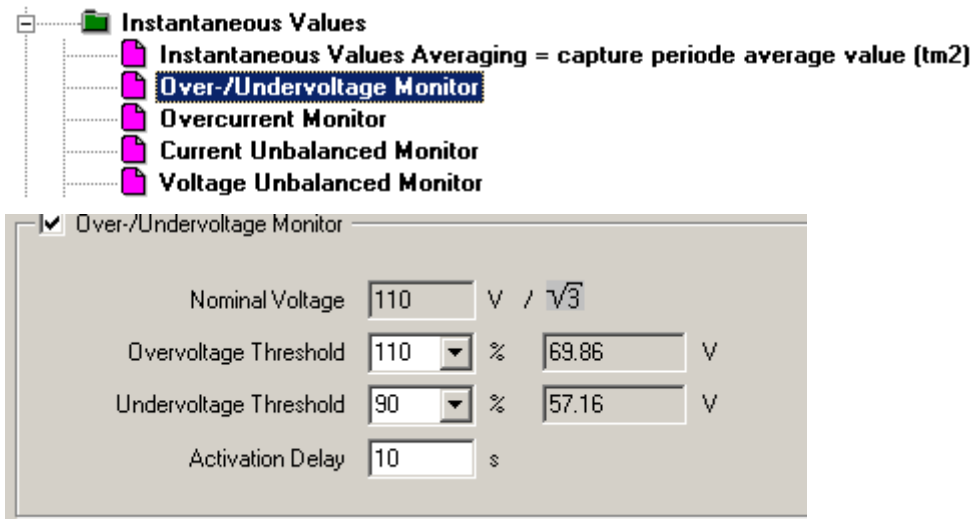 Instantaneous Values
Instantaneous Values Averaging = capture periode average value (tm2)
Over-/Undervoltage Monitor
Overcurrent Monitor
Current Unbalanced Monitor
Voltage Unbalanced Monitor
Over-/Undervoltage Monitor
Nominal Voltage 110 V / √3
Overvoltage Threshold 110 % 69.86 V
Undervoltage Threshold 90 % 57.16 V
Activation Delay 10 s